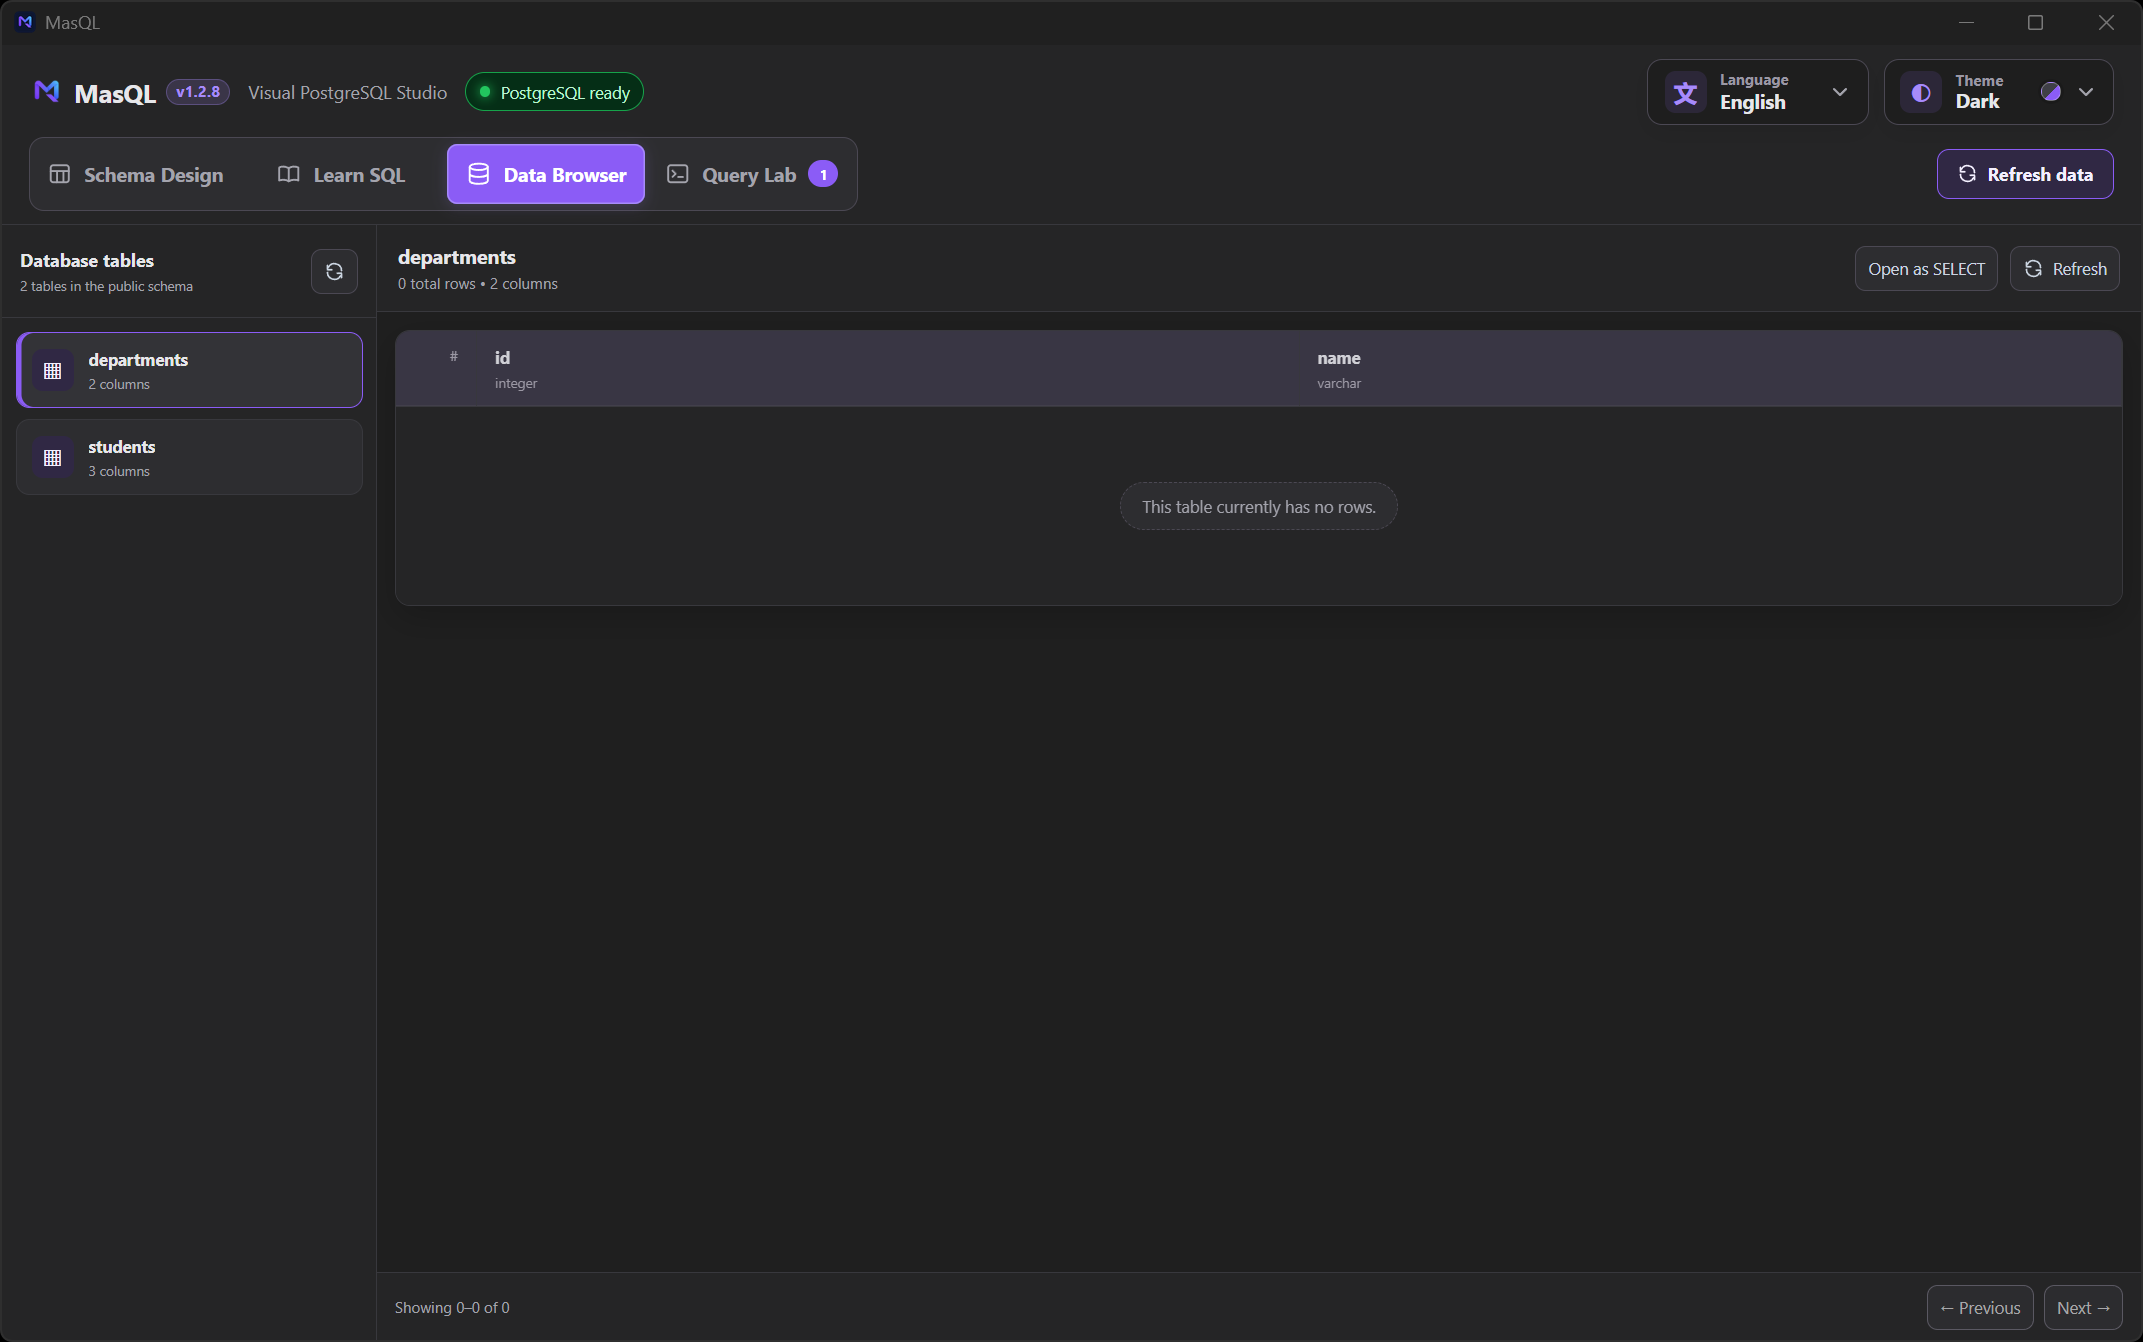 MasQL
MasQL v1.2.8 Visual PostgreSQL Studio PostgreSQL ready
文 Language
English
Theme
Dark
Schema Design Learn SQL Data Browser Query Lab 1
Refresh data
Database tables
2 tables in the public schema
departments
2 columns
students
3 columns
departments
0 total rows • 2 columns
Open as SELECT Refresh
# id name
integer varchar
This table currently has no rows.
Showing 0–0 of 0
← Previous Next →